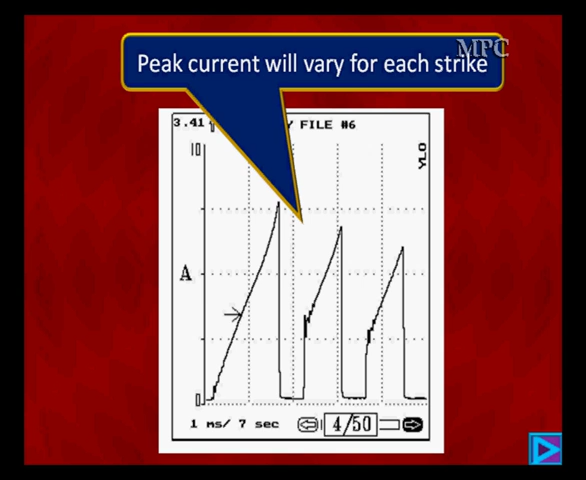 MPC
Peak current will vary for each strike
3.41
FILE #6
10
YLO
A
0
1 ms/ 7 sec
4/50